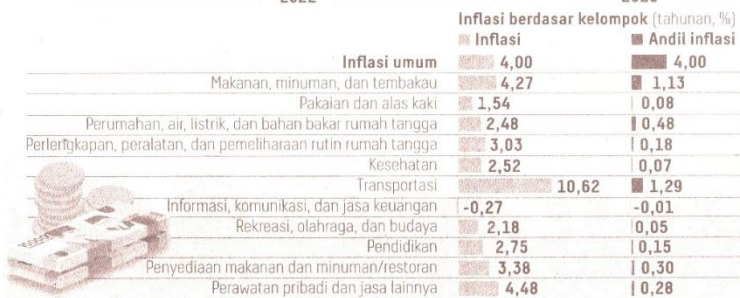 2022 2023
Inflasi berdasar kelompok (tahunan, %)
Inflasi Andil inflasi
Inflasi umum 4,00 4,00
Makanan, minuman, dan tembakau 4,27 1,13
Pakaian dan alas kaki 1,54 0,08
Perumahan, air, listrik, dan bahan bakar rumah tangga 2,48 0,48
Perlengkapan, peralatan, dan pemeliharaan rutin rumah tangga 3,03 0,18
Kesehatan 2,52 0,07
Transportasi 10,62 1,29
Informasi, komunikasi, dan jasa keuangan -0,27 -0,01
Rekreasi, olahraga, dan budaya 2,18 0,05
Pendidikan 2,75 0,15
Penyediaan makanan dan minuman/restoran 3,38 0,30
Perawatan pribadi dan jasa lainnya 4,48 0,28